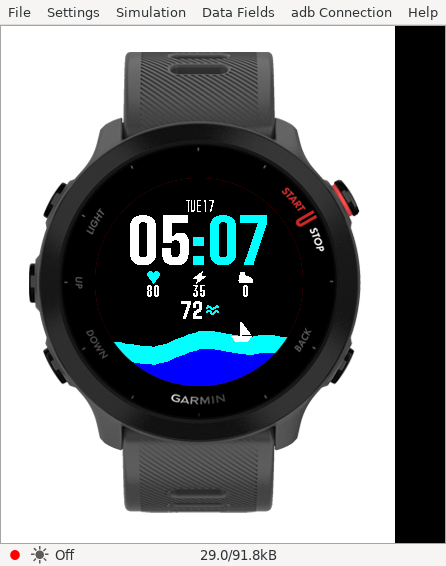 File Settings Simulation Data Fields adb Connection Help
TUE17
05:07
80 35 0
72
LIGHT
UP
DOWN
START
STOP
BACK
GARMIN
Off 29.0/91.8kB